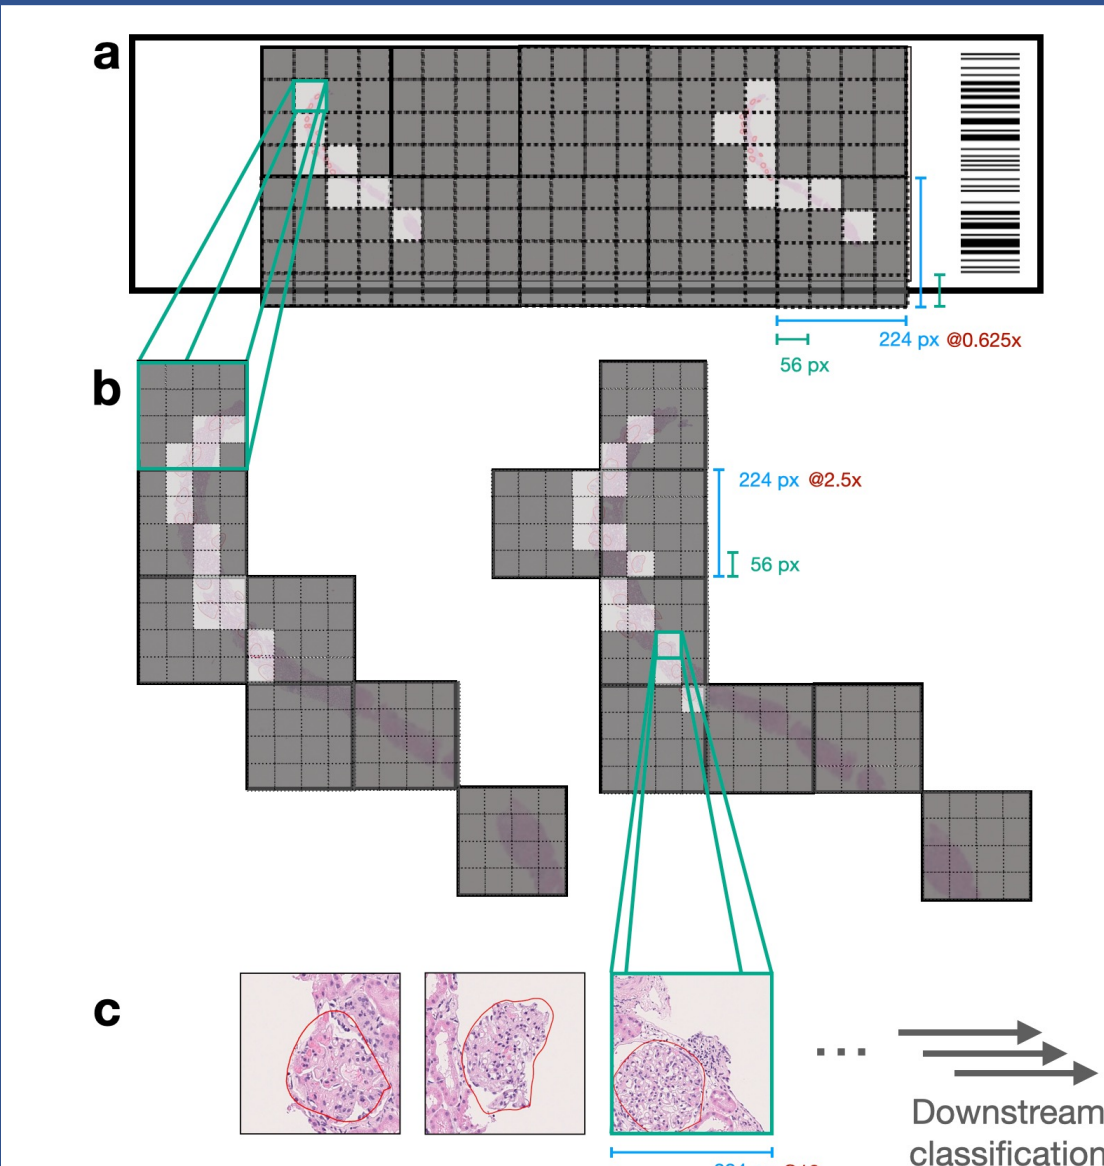 a
224 px @0.625x
56 px
b
224 px @2.5x
56 px
c
...
Downstream
classification